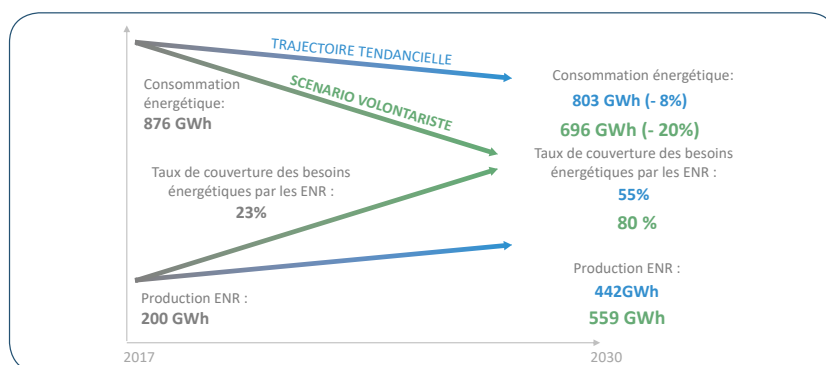 TRAJECTOIRE TENDANCIELLE
SCENARIO VOLONTARISTE
Consommation
énergétique:
876 GWh
Taux de couverture des besoins
énergétiques par les ENR :
23%
Production ENR :
200 GWh
Consommation énergétique:
803 GWh (- 8%)
696 GWh (- 20%)
Taux de couverture des besoins
énergétiques par les ENR :
55%
80 %
Production ENR :
442GWh
559 GWh
2017
2030